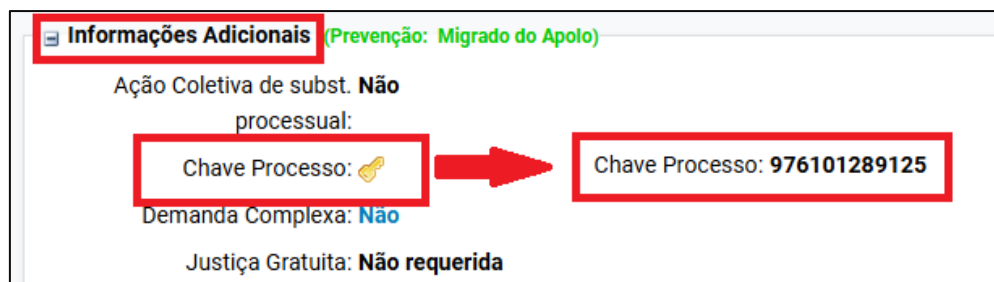 Informações Adicionais (Prevenção: Migrado do Apolo)
Ação Coletiva de subst. Não
processual:
Chave Processo: Chave Processo: 976101289125
Demanda Complexa: Não
Justiça Gratuita: Não requerida